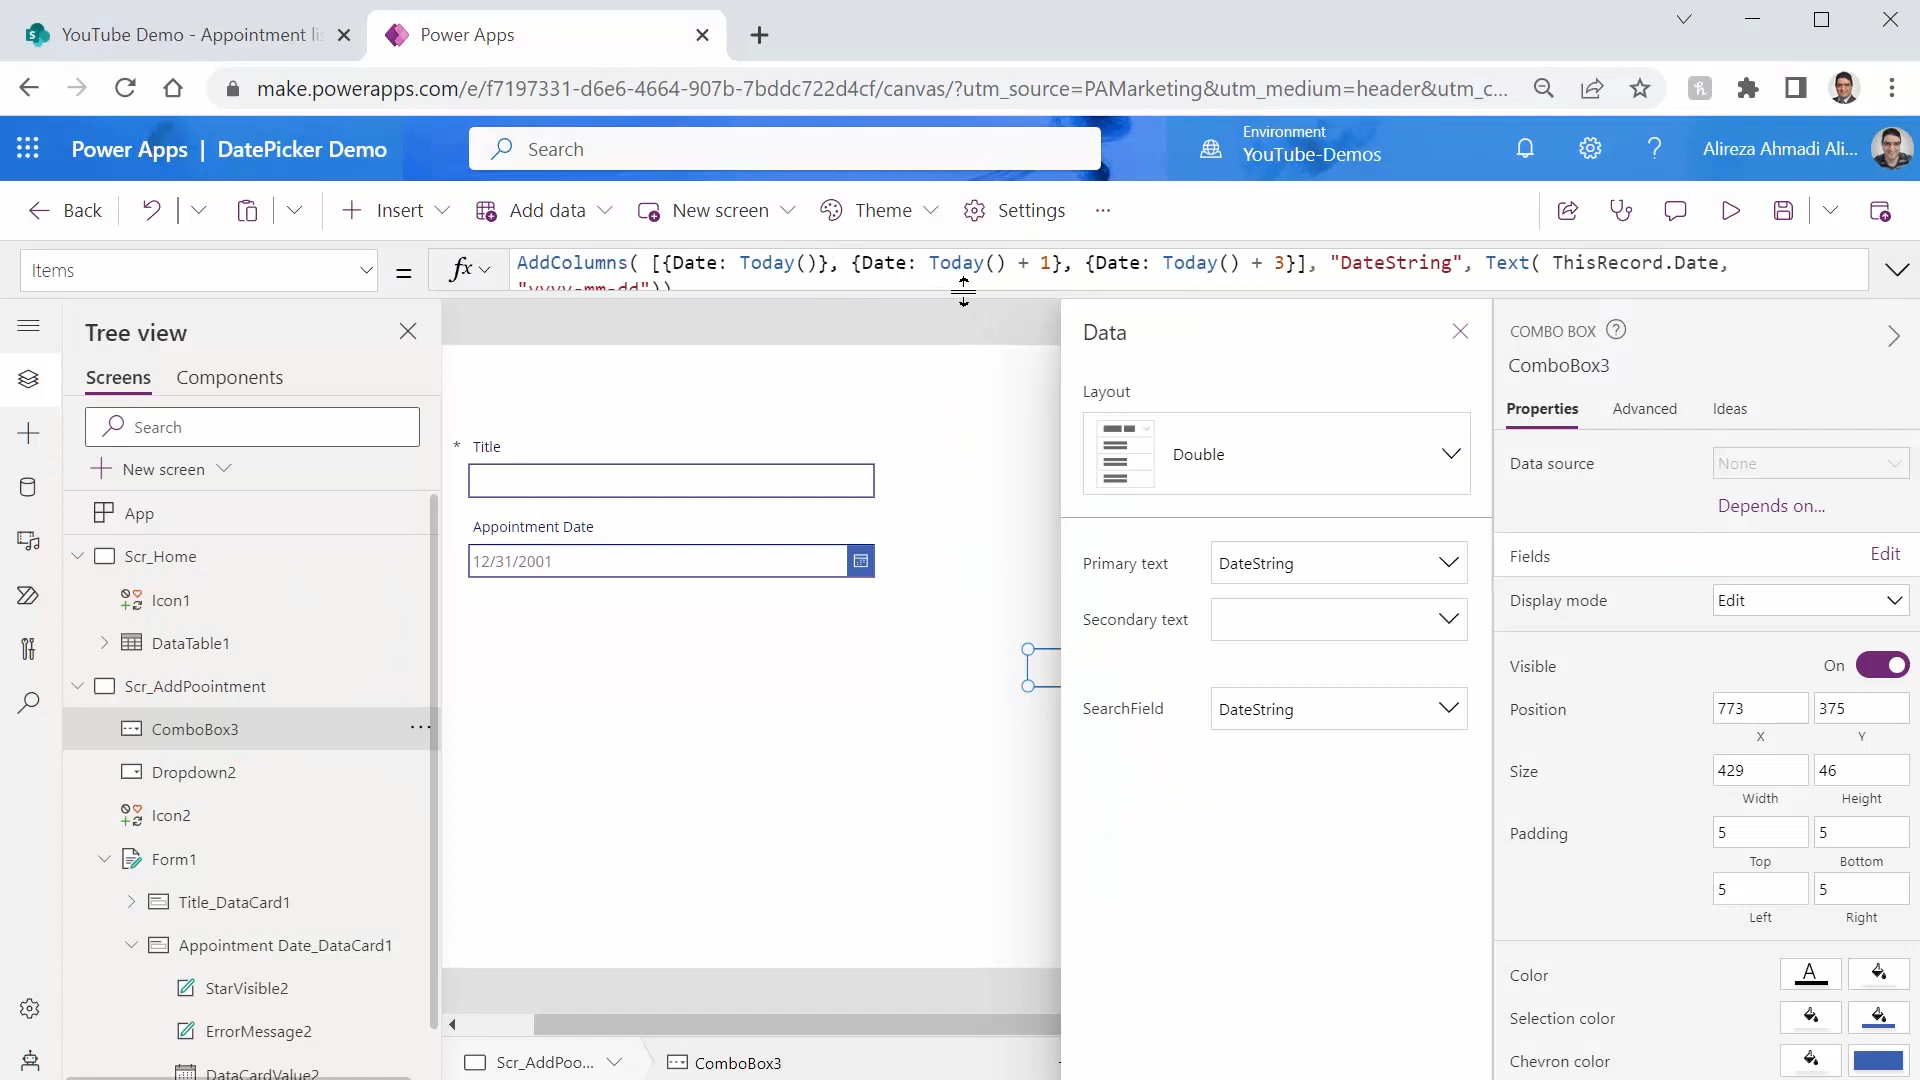 YouTube Demo - Appointment lis
Power Apps
make.powerapps.com/e/f7197331-d6e6-4664-907b-7bddc722d4cf/canvas/?utm_source=PAMarketing&utm_medium=header&utm_c...
Power Apps | DatePicker Demo
Search
Environment
YouTube-Demos
Alireza Ahmadi Ali...
Back
Insert
Add data
New screen
Theme
Settings
Items
=
fx
AddColumns( [{Date: Today()}, {Date: Today() + 1}, {Date: Today() + 3}], "DateString", Text( ThisRecord.Date,
"yyyy-mm-dd"))
Tree view
Screens
Components
Search
New screen
App
Scr_Home
Icon1
DataTable1
Scr_AddPoointment
ComboBox3
Dropdown2
Icon2
Form1
Title_DataCard1
Appointment Date_DataCard1
StarVisible2
ErrorMessage2
DataCardValue2
* Title
Appointment Date
12/31/2001
Scr_AddPoo...
ComboBox3
Data
Layout
Double
Primary text
DateString
Secondary text
SearchField
DateString
COMBO BOX
ComboBox3
Properties
Advanced
Ideas
Data source
None
Depends on...
Fields
Edit
Display mode
Edit
Visible
On
Position
773
375
X
Y
Size
429
46
Width
Height
Padding
5
5
Top
Bottom
5
5
Left
Right
Color
A
Selection color
Chevron color